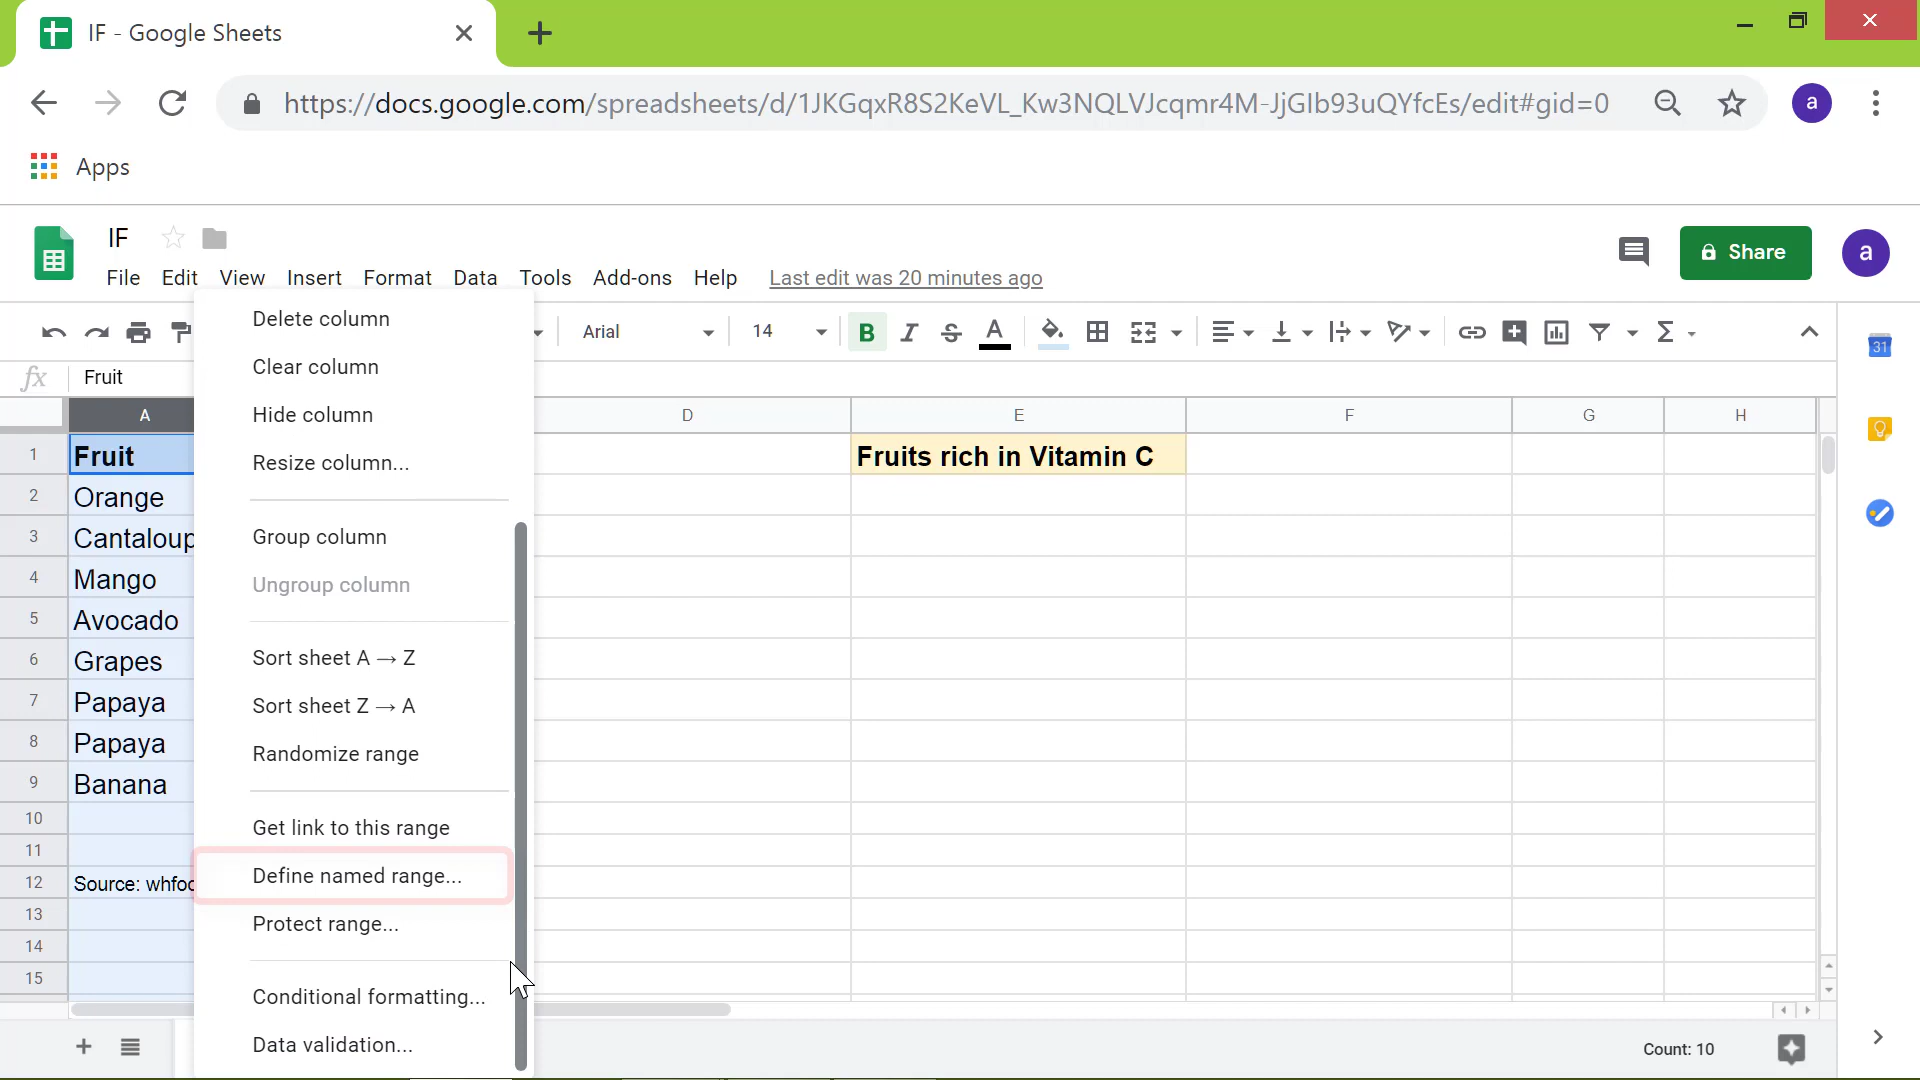 IF - Google Sheets
https://docs.google.com/spreadsheets/d/1JKGqxR8S2KeVL_Kw3NQLVJcqmr4M-JjGIb93uQYfcEs/edit#gid=0
a
Apps
IF
File Edit View Insert Format Data Tools Add-ons Help Last edit was 20 minutes ago
Share
a
Arial 14
31
fx Fruit
A D E F G H
1 Fruit Fruits rich in Vitamin C
2 Orange
3 Cantaloup
4 Mango
5 Avocado
6 Grapes
7 Papaya
8 Papaya
9 Banana
10
11
12 Source: whfoo
13
14
15
Delete column
Clear column
Hide column
Resize column...
Group column
Ungroup column
Sort sheet A → Z
Sort sheet Z → A
Randomize range
Get link to this range
Define named range...
Protect range...
Conditional formatting...
Data validation...
Count: 10